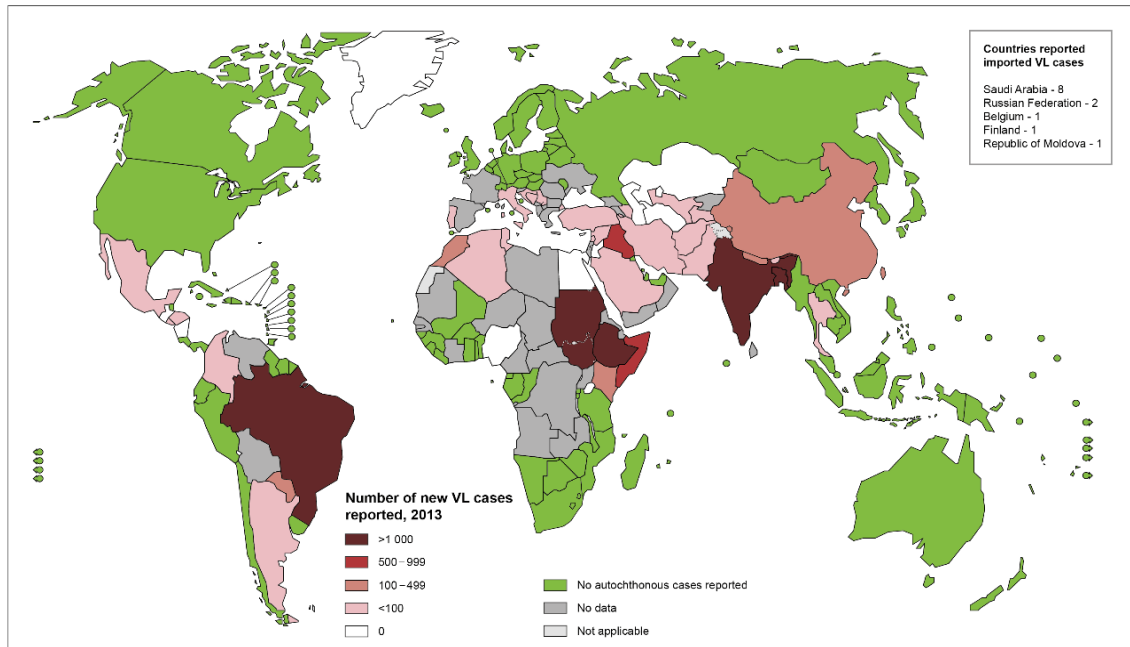 Countries reported
imported VL cases
Saudi Arabia - 8
Russian Federation - 2
Belgium - 1
Finland - 1
Republic of Moldova - 1
Number of new VL cases
reported, 2013
>1 000
500–999
100–499
<100
0
No autochthonous cases reported
No data
Not applicable